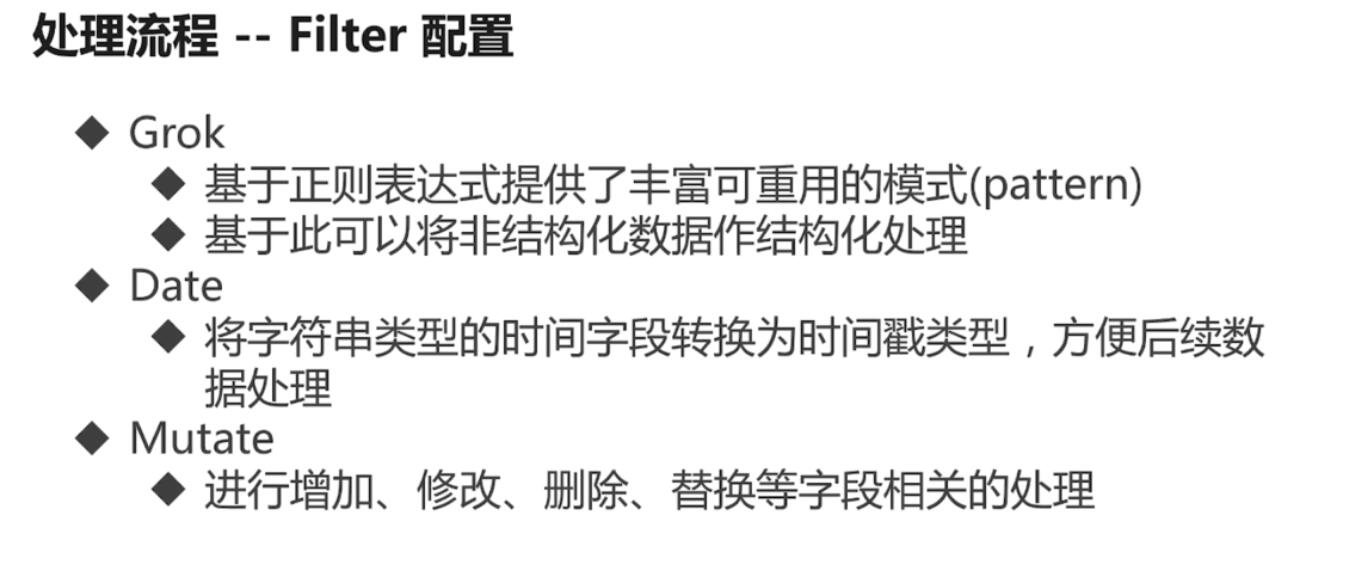 处理流程 -- Filter 配置
◆ Grok
◆ 基于正则表达式提供了丰富可重用的模式(pattern)
◆ 基于此可以将非结构化数据作结构化处理
◆ Date
◆ 将字符串类型的时间字段转换为时间戳类型，方便后续数
据处理
◆ Mutate
◆ 进行增加、修改、删除、替换等字段相关的处理